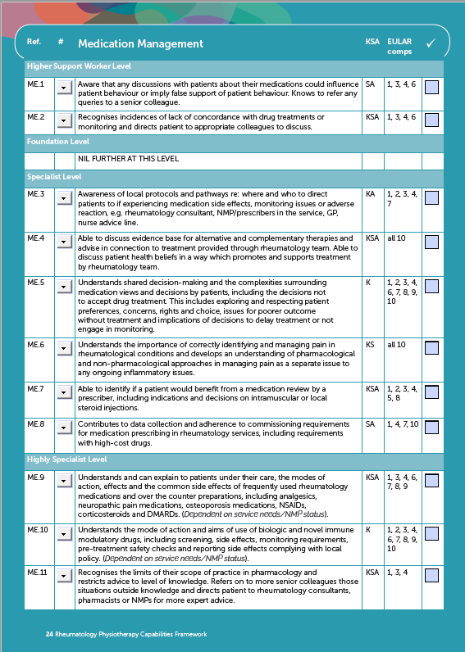 Ref. # Medication Management KSA EULAR comps ✓
Higher Support Worker Level
ME.1 Aware that any discussions with patients about their medications could influence SA 1, 3, 4, 6
patient behaviour or imply false support of patient behaviour. Knows to refer any
queries to a senior colleague.
ME.2 Recognises incidences of lack of concordance with drug treatments or KSA 1, 3, 4, 6
monitoring and directs patient to appropriate colleagues to discuss.
Foundation Level
NIL FURTHER AT THIS LEVEL
Specialist Level
ME.3 Awareness of local protocols and pathways re: where and who to direct KA 1, 2, 3, 4,
patients to if experiencing medication side effects, monitoring issues or adverse 7
reaction, e.g. rheumatology consultant, NMP/prescribers in the service, GP,
nurse advice line.
ME.4 Able to discuss evidence base for alternative and complementary therapies and KSA all 10
advise in connection to treatment provided through rheumatology team. Able to
discuss patient health beliefs in a way which promotes and supports treatment
by rheumatology team.
ME.5 Understands shared decision-making and the complexities surrounding K 1, 2, 3, 4,
medication views and decisions by patients, including the decisions not 6, 7, 8, 9,
to accept drug treatment. This includes exploring and respecting patient 10
preferences, concerns, rights and choice, issues for poorer outcome
without treatment and implications of decisions to delay treatment or not
engage in monitoring.
ME.6 Understands the importance of correctly identifying and managing pain in KS all 10
rheumatological conditions and develops an understanding of pharmacological
and non-pharmacological approaches in managing pain as a separate issue to
any ongoing inflammatory issues.
ME.7 Able to identify if a patient would benefit from a medication review by a KSA 1, 2, 3, 4,
prescriber, including indications and decisions on intramuscular or local 5, 8
steroid injections.
ME.8 Contributes to data collection and adherence to commissioning requirements SA 1, 4, 7, 10
for medication prescribing in rheumatology services, including requirements
with high-cost drugs.
Highly Specialist Level
ME.9 Understands and can explain to patients under their care, the modes of KSA 1, 3, 4, 6,
action, effects and the common side effects of frequently used rheumatology 7, 8, 9
medications and over the counter preparations, including analgesics,
neuropathic pain medications, osteoporosis medications, NSAIDs,
corticosteroids and DMARDs. (Dependent on service needs/NMP status).
ME.10 Understands the mode of action and aims of use of biologic and novel immune K 1, 2, 3, 4,
modulatory drugs, including screening, side effects, monitoring requirements, 6, 7, 8, 9,
pre-treatment safety checks and reporting side effects complying with local 10
policy. (Dependent on service needs/NMP status).
ME.11 Recognises the limits of their scope of practice in pharmacology and KSA 1, 3, 4
restricts advice to level of knowledge. Refers on to more senior colleagues those
situations outside knowledge and directs patient to rheumatology consultants,
pharmacists or NMPs for more expert advice.
24 Rheumatology Physiotherapy Capabilities Framework